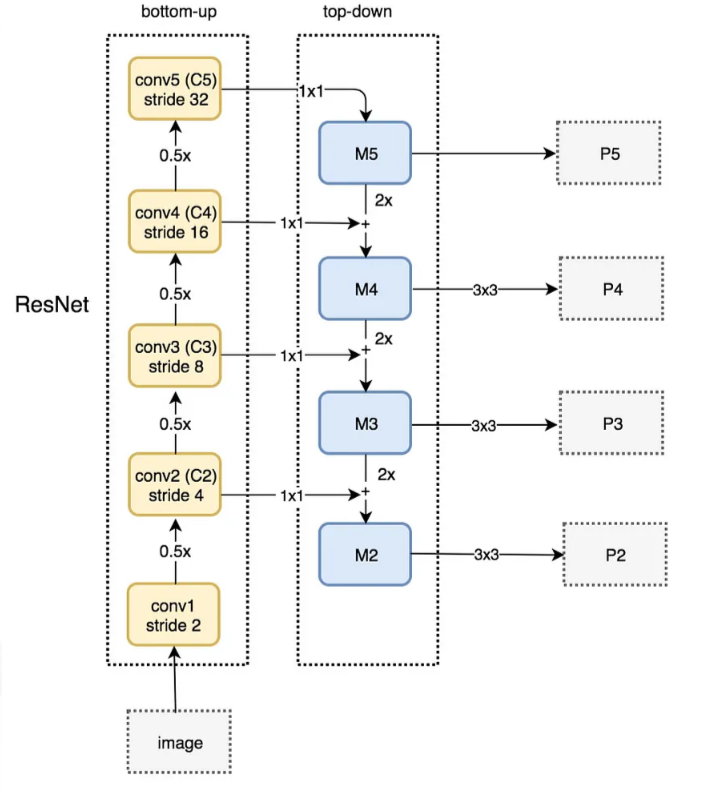 bottom-up
top-down
conv5 (C5)
stride 32
1x1
M5
P5
0.5x
2x
conv4 (C4)
stride 16
1x1
+
M4
3x3
P4
0.5x
ResNet
2x
conv3 (C3)
stride 8
1x1
+
M3
3x3
P3
0.5x
2x
conv2 (C2)
stride 4
1x1
+
M2
3x3
P2
0.5x
conv1
stride 2
image